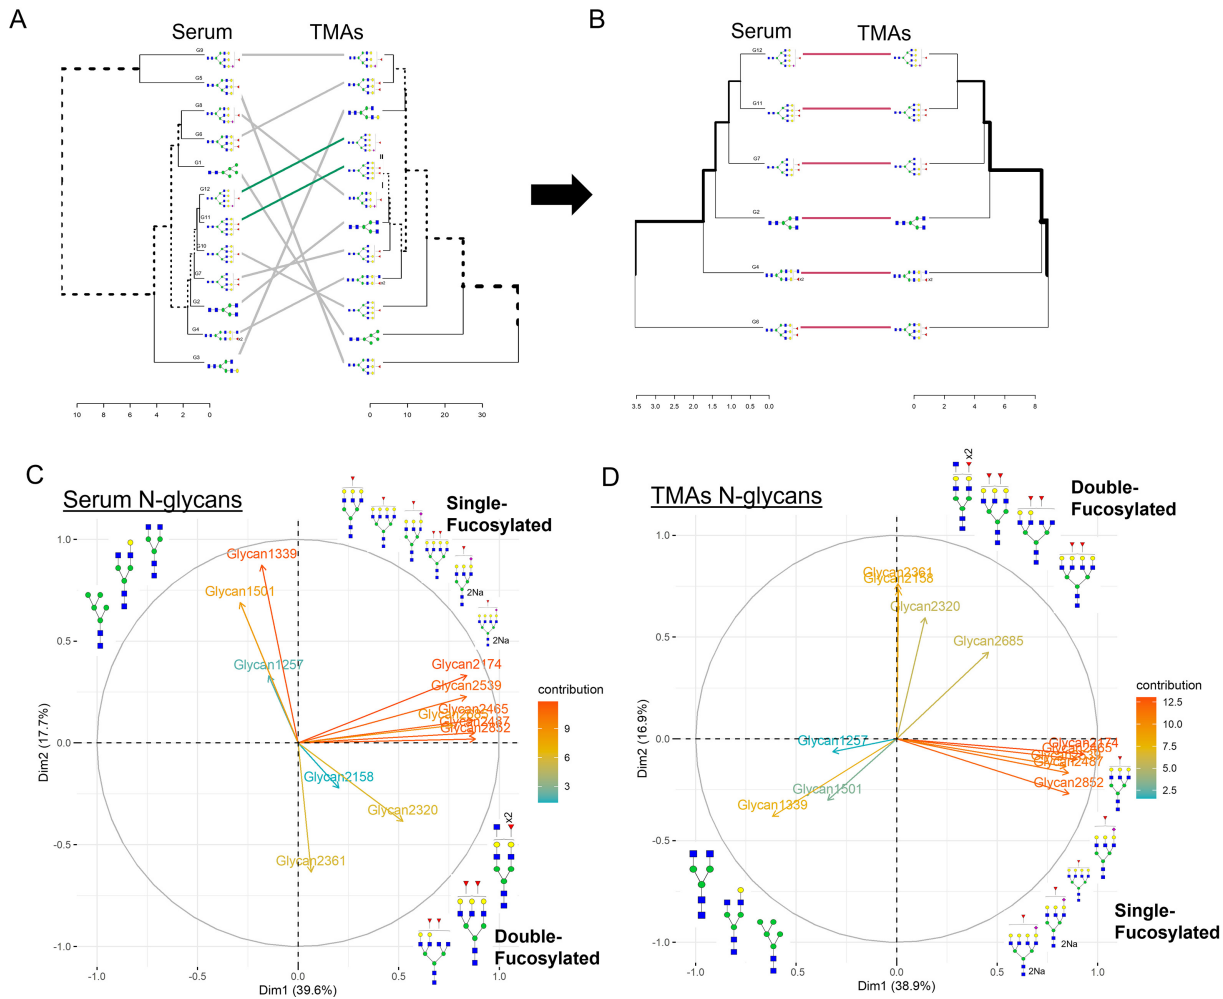 A
Serum
TMAs
G9
G5
G8
G6
G1
G12
G11
G10
G7
G2
G4
G3
II
I
x2
x2
10
8
6
4
2
0
0
10
20
30
B
Serum
TMAs
G12
G11
G7
G2
G4
G6
x2
x2
3.5
3.0
2.5
2.0
1.5
1.0
0.5
0.0
0
2
4
6
8
C
Serum N-glycans
Single-
Fucosylated
2Na
2Na
1.0
0.5
0.0
-0.5
-1.0
Dim2 (17.7%)
Glycan1339
Glycan1501
Glycan1257
Glycan2174
Glycan2539
Glycan2465
Glycan2685
Glycan2487
Glycan2852
Glycan2158
Glycan2320
Glycan2361
x2
Double-
Fucosylated
contribution
9
6
3
-1.0
-0.5
0.0
0.5
1.0
Dim1 (39.6%)
D
TMAs N-glycans
x2
Double-
Fucosylated
1.0
0.5
0.0
-0.5
-1.0
Dim2 (16.9%)
Glycan2361
Glycan2158
Glycan2320
Glycan2685
Glycan1257
Glycan1501
Glycan1339
Glycan2174
Glycan2465
Glycan2539
Glycan2487
Glycan2852
contribution
12.5
10.0
7.5
5.0
2.5
Single-
Fucosylated
2Na
2Na
-1.0
0.5
0.0
0.5
1.0
Dim1 (38.9%)